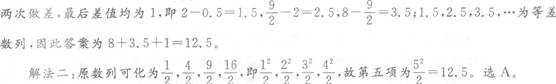 两次做差。最后差值均为 1,即 2-0.5=1.5,9/2-2=2.5,8-9/2=3.5;1.5,2.5,3.5,…为等差
数列,因此答案为 8+3.5+1=12.5。
解法二:原数列可化为1/2,4/2,9/2,16/2,即1²/2,2²/2,3²/2,4²/2,故第五项为5²/2=12.5。选 A。